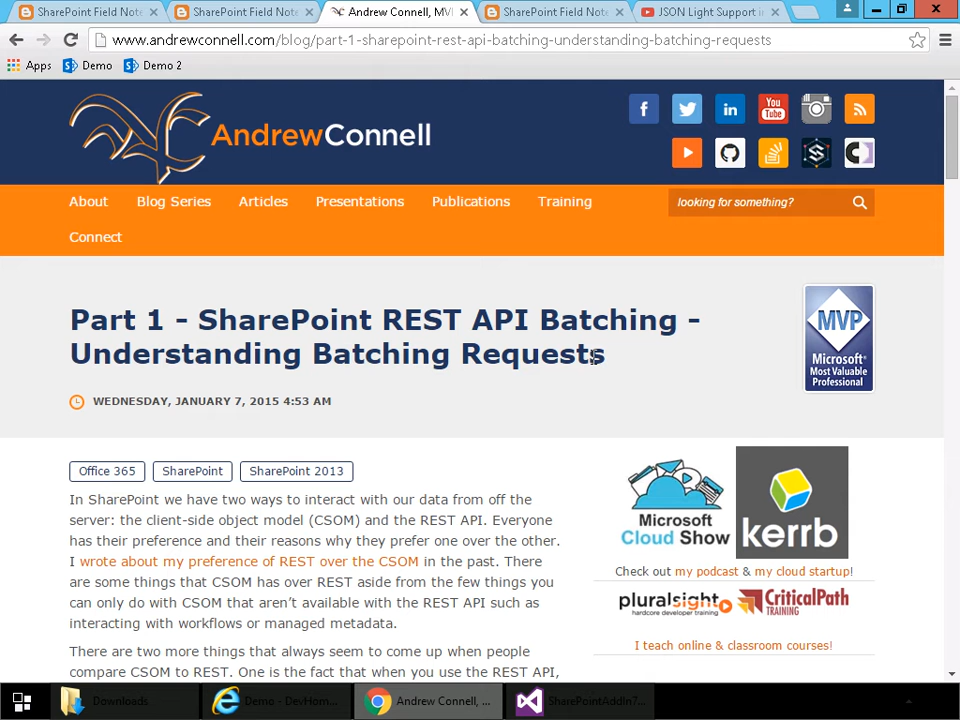 SharePoint Field Not
SharePoint Field Note
Andrew Connell, MV
SharePoint Field Not
JSON Light Support in
www.andrewconnell.com/blog/part-1-sharepoint-rest-api-batching-understanding-batching-requests
Apps Demo Demo 2
AndrewConnell
You
Tube
About Blog Series Articles Presentations Publications Training
looking for something?
Connect
Part 1 - SharePoint REST API Batching -
Understanding Batching Requests
MVP
Microsoft
Most Valuable
Professional
WEDNESDAY, JANUARY 7, 2015 4:53 AM
Office 365 SharePoint SharePoint 2013
In SharePoint we have two ways to interact with our data from off the
server: the client-side object model (CSOM) and the REST API. Everyone
has their preference and their reasons why they prefer one over the other.
I wrote about my preference of REST over the CSOM in the past. There
are some things that CSOM has over REST aside from the few things you
can only do with CSOM that aren't available with the REST API such as
interacting with workflows or managed metadata.
There are two more things that always seem to come up when people
compare CSOM to REST. One is the fact that when you use the REST API,
Microsoft
Cloud Show
kerrb
Check out my podcast & my cloud startup!
pluralsight
hardcore developer training
CriticalPath
TRAINING
I teach online & classroom courses!
Downloads
Demo - DevHom...
Andrew Connell, ...
SharePointAddIn7...